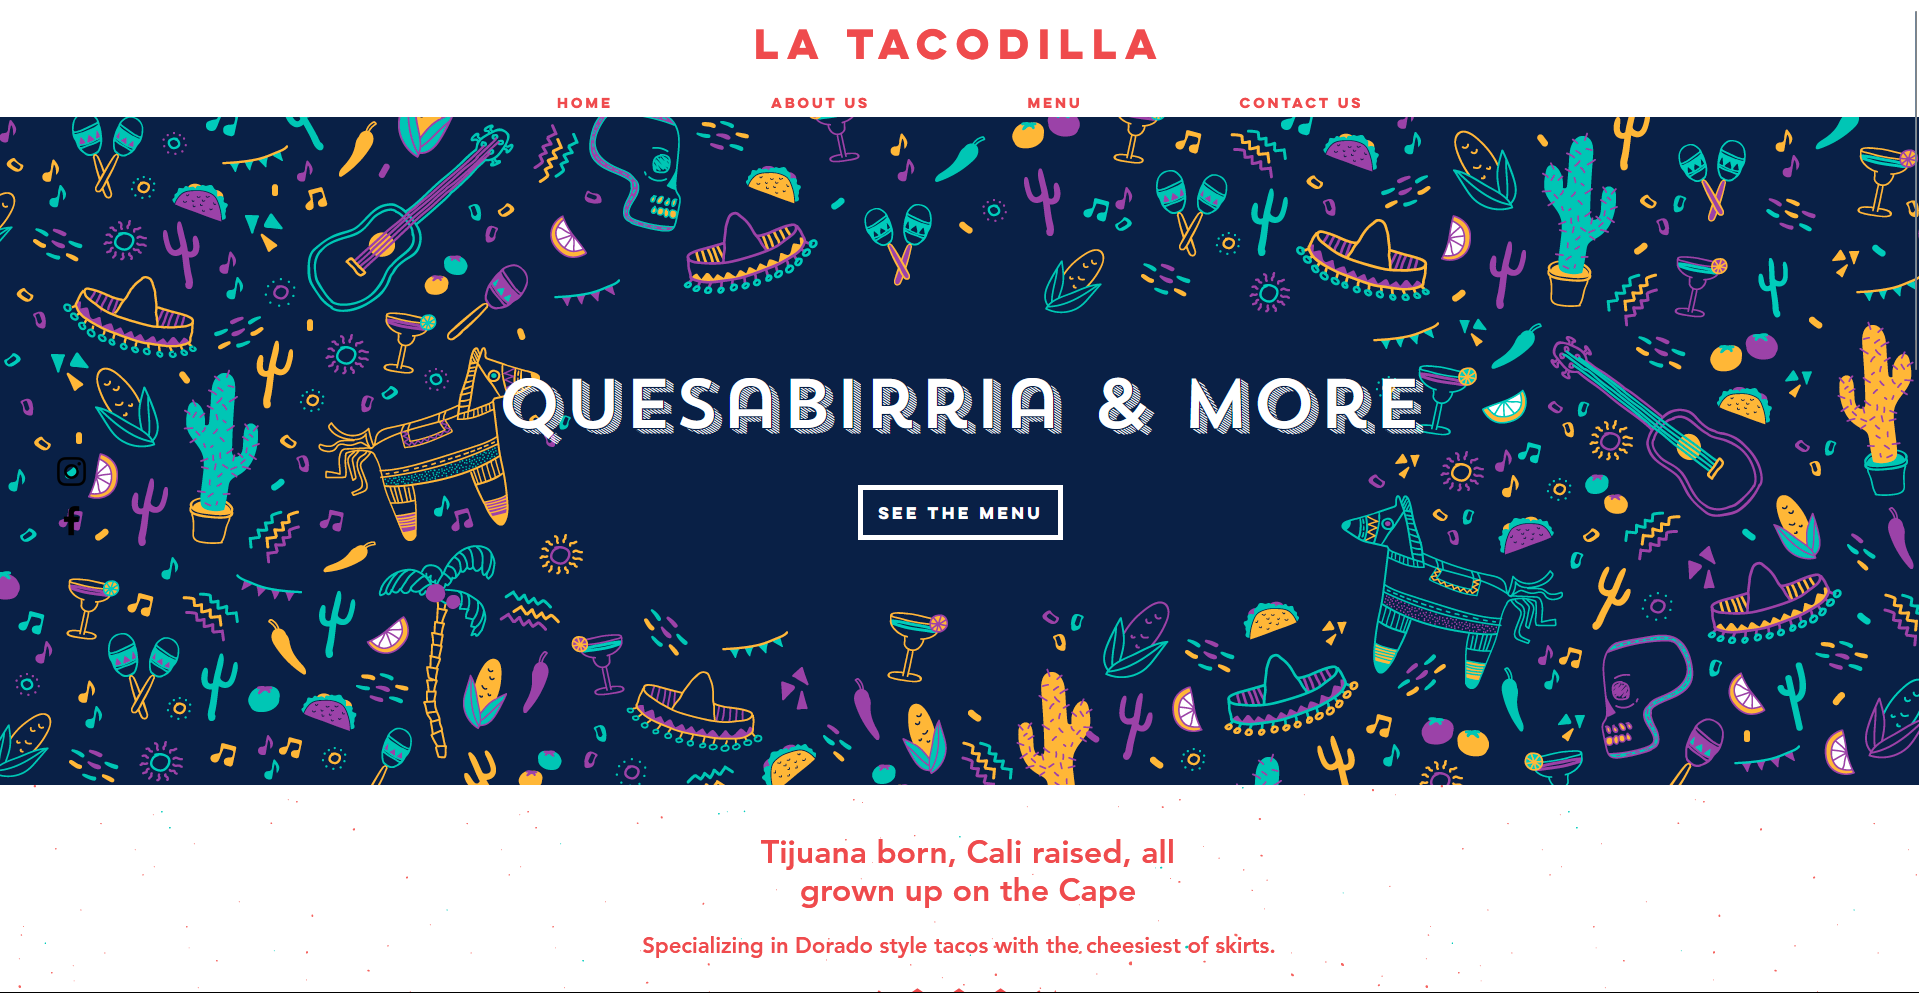 LA TACODILLA
HOME ABOUT US MENU CONTACT US
QUESABIRRIA & MORE
SEE THE MENU
Tijuana born, Cali raised, all
grown up on the Cape
Specializing in Dorado style tacos with the cheesiest of skirts.